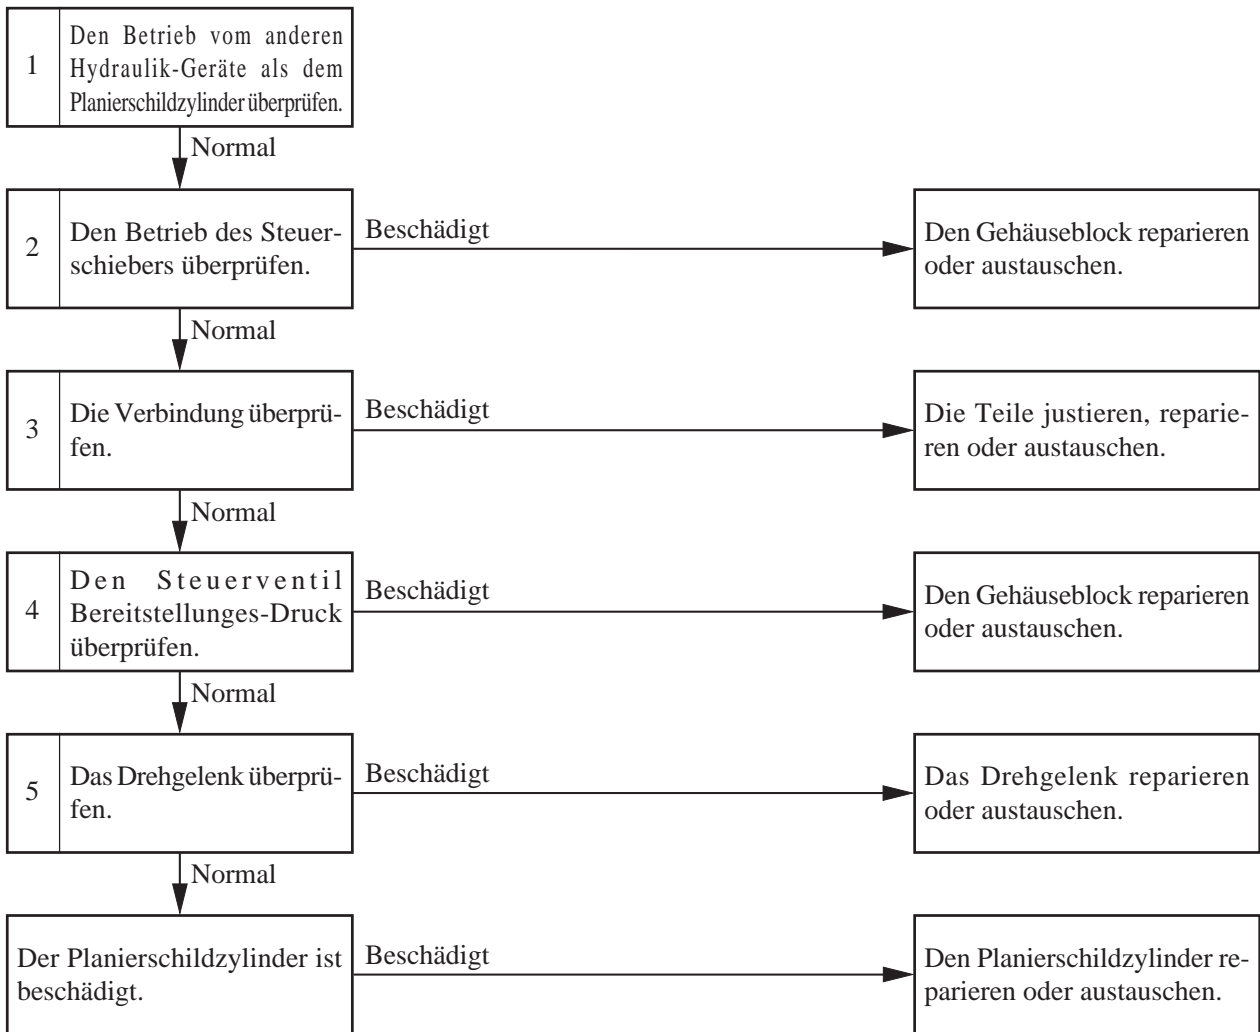 1
Den Betrieb vom anderen
Hydraulik-Geräte als dem
Planierschildzylinder überprüfen.
Normal
2
Den Betrieb des Steuer-
schiebers überprüfen.
Beschädigt
Den Gehäuseblock reparieren
oder austauschen.
Normal
3
Die Verbindung überprü-
fen.
Beschädigt
Die Teile justieren, reparie-
ren oder austauschen.
Normal
4
Den Steuerventil
Bereitstellunges-Druck
überprüfen.
Beschädigt
Den Gehäuseblock reparieren
oder austauschen.
Normal
5
Das Drehgelenk überprü-
fen.
Beschädigt
Das Drehgelenk reparieren
oder austauschen.
Normal
Der Planierschildzylinder ist
beschädigt.
Beschädigt
Den Planierschildzylinder re-
parieren oder austauschen.